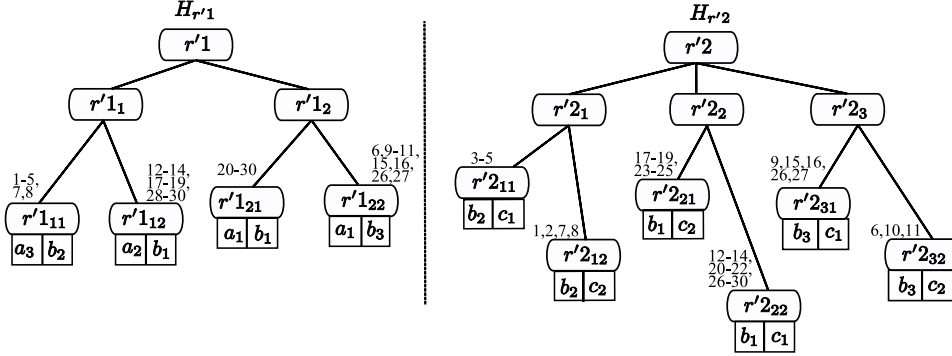 H_{r'1}
r'1
r'1_1
r'1_2
1-5,
7,8
12-14,
17-19,
28-30
20-30
6,9-11,
15,16,
26,27
r'1_{11}
a_3 b_2
r'1_{12}
a_2 b_1
r'1_{21}
a_1 b_1
r'1_{22}
a_1 b_3
H_{r'2}
r'2
r'2_1
r'2_2
r'2_3
3-5
r'2_{11}
b_2 c_1
1,2,7,8
r'2_{12}
b_2 c_2
17-19,
23-25
r'2_{21}
b_1 c_2
12-14,
20-22,
26-30
r'2_{22}
b_1 c_1
9,15,16,
26,27
r'2_{31}
b_3 c_1
6,10,11
r'2_{32}
b_3 c_2